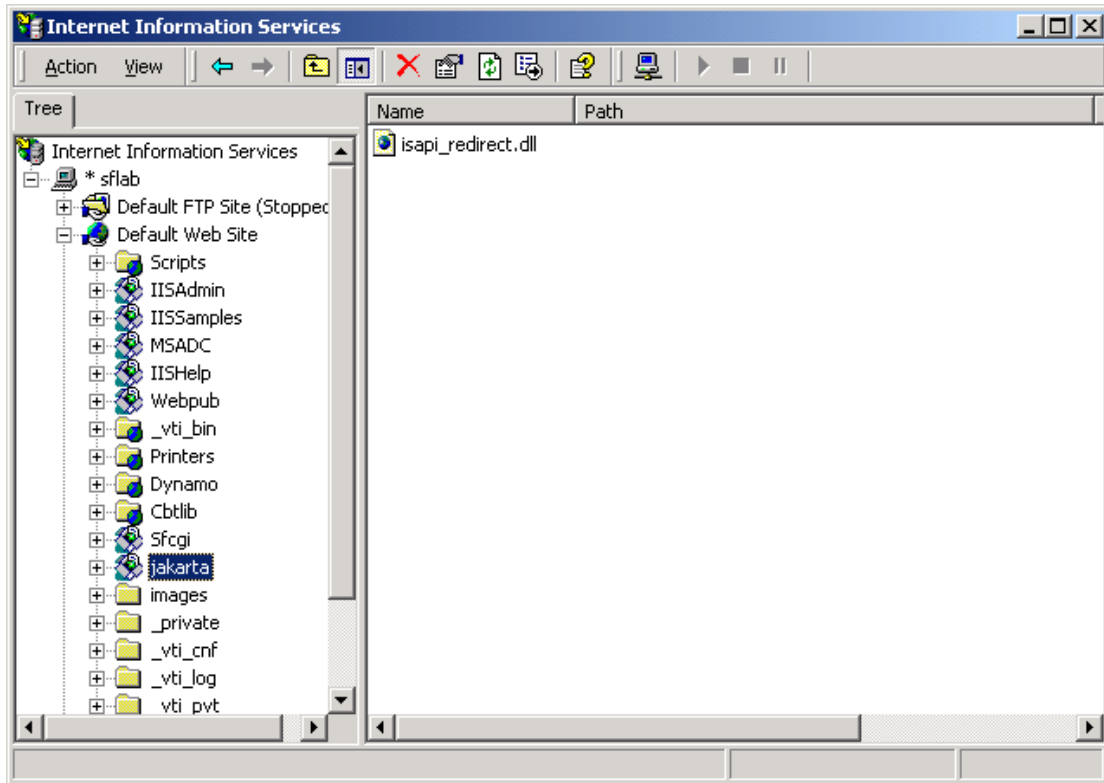 Internet Information Services
Action View
Tree
Name Path
Internet Information Services
* sflab
Default FTP Site (Stopped
Default Web Site
Scripts
IISAdmin
IISSamples
MSADC
IISHelp
Webpub
_vti_bin
Printers
Dynamo
Cbtlib
Sfcgi
jakarta
images
_private
_vti_cnf
_vti_log
_vti_pvt
isapi_redirect.dll